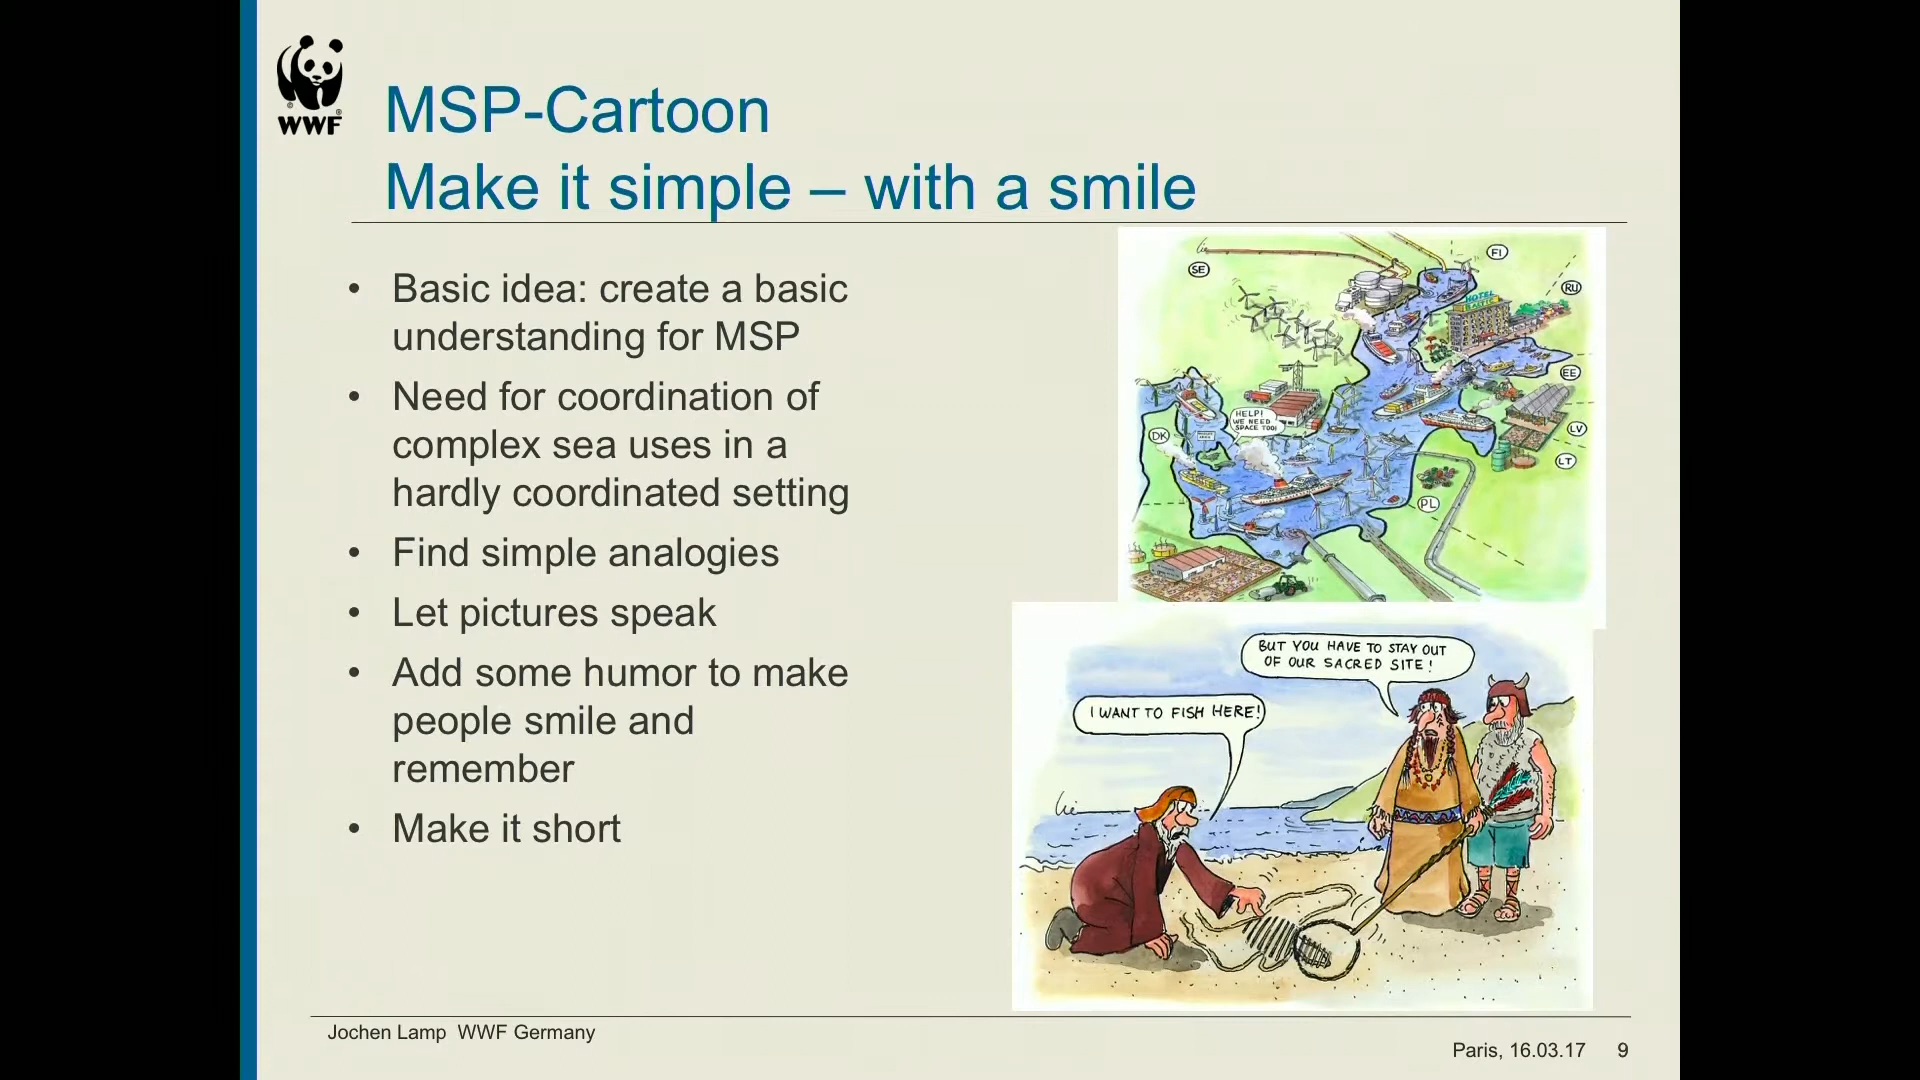 WWF
MSP-Cartoon
Make it simple – with a smile
• Basic idea: create a basic
understanding for MSP
• Need for coordination of
complex sea uses in a
hardly coordinated setting
• Find simple analogies
• Let pictures speak
• Add some humor to make
people smile and
remember
• Make it short
SE
FI
RU
HOTEL
BALTIC
EE
HELP!
WE NEED
SPACE TOO!
DK
LV
LT
PL
BUT YOU HAVE TO STAY OUT
OF OUR SACRED SITE!
I WANT TO FISH HERE!
Jochen Lamp WWF Germany
Paris, 16.03.17 9